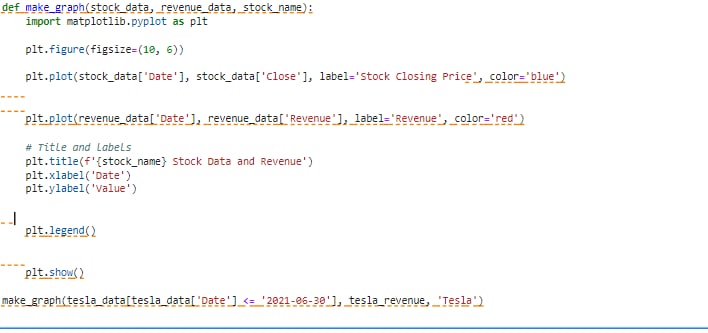 def make_graph(stock_data, revenue_data, stock_name):
    import matplotlib.pyplot as plt
    plt.figure(figsize=(10, 6))
    plt.plot(stock_data['Date'], stock_data['Close'], label='Stock Closing Price', color='blue')
    plt.plot(revenue_data['Date'], revenue_data['Revenue'], label='Revenue', color='red')
    # Title and labels
    plt.title(f'{stock_name} Stock Data and Revenue')
    plt.xlabel('Date')
    plt.ylabel('Value')
    plt.legend()
    plt.show()
make_graph(tesla_data[tesla_data['Date'] <= '2021-06-30'], tesla_revenue, 'Tesla')